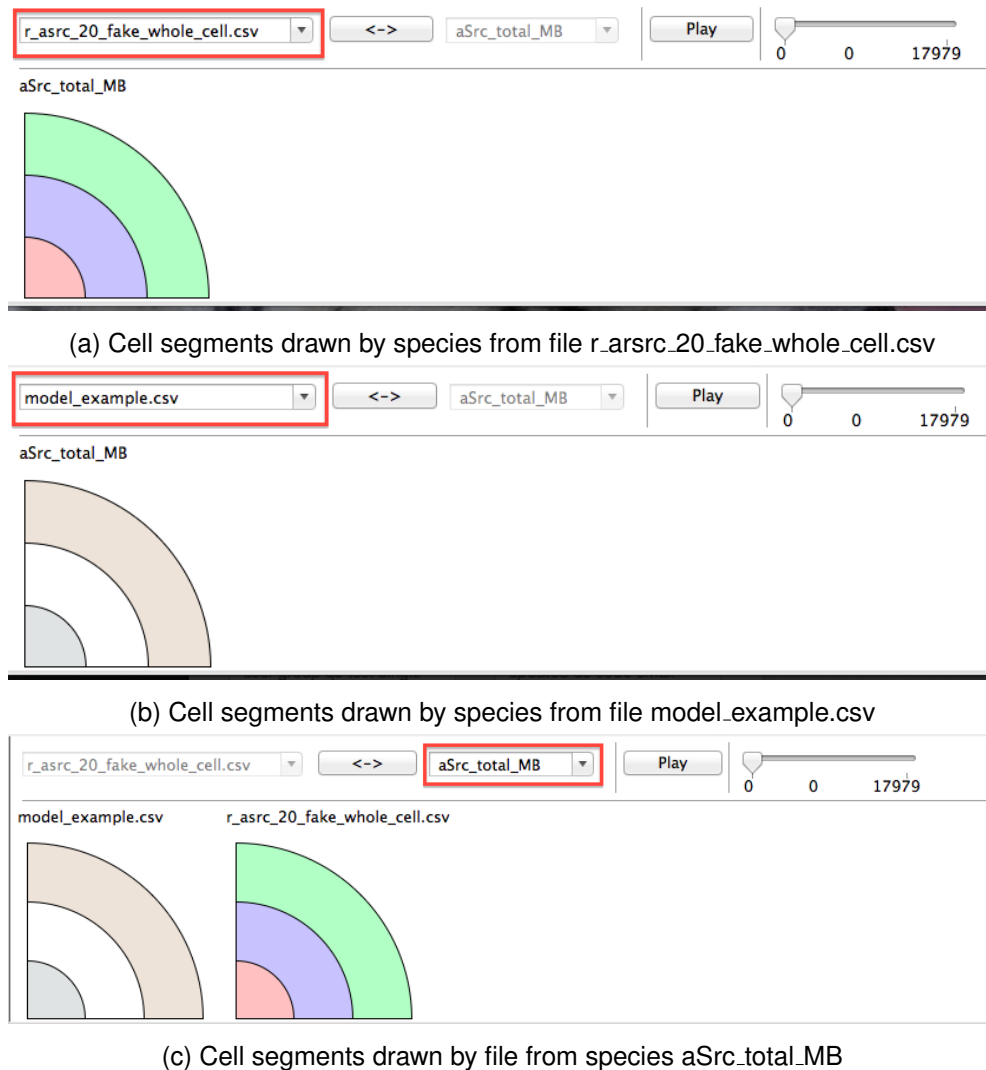 r_asrc_20_fake_whole_cell.csv <-> aSrc_total_MB Play
0 0 17979
aSrc_total_MB
(a) Cell segments drawn by species from file r_arsrc_20_fake_whole_cell.csv
model_example.csv <-> aSrc_total_MB Play
0 0 17979
aSrc_total_MB
(b) Cell segments drawn by species from file model_example.csv
r_asrc_20_fake_whole_cell.csv <-> aSrc_total_MB Play
0 0 17979
model_example.csv r_asrc_20_fake_whole_cell.csv
(c) Cell segments drawn by file from species aSrc_total_MB